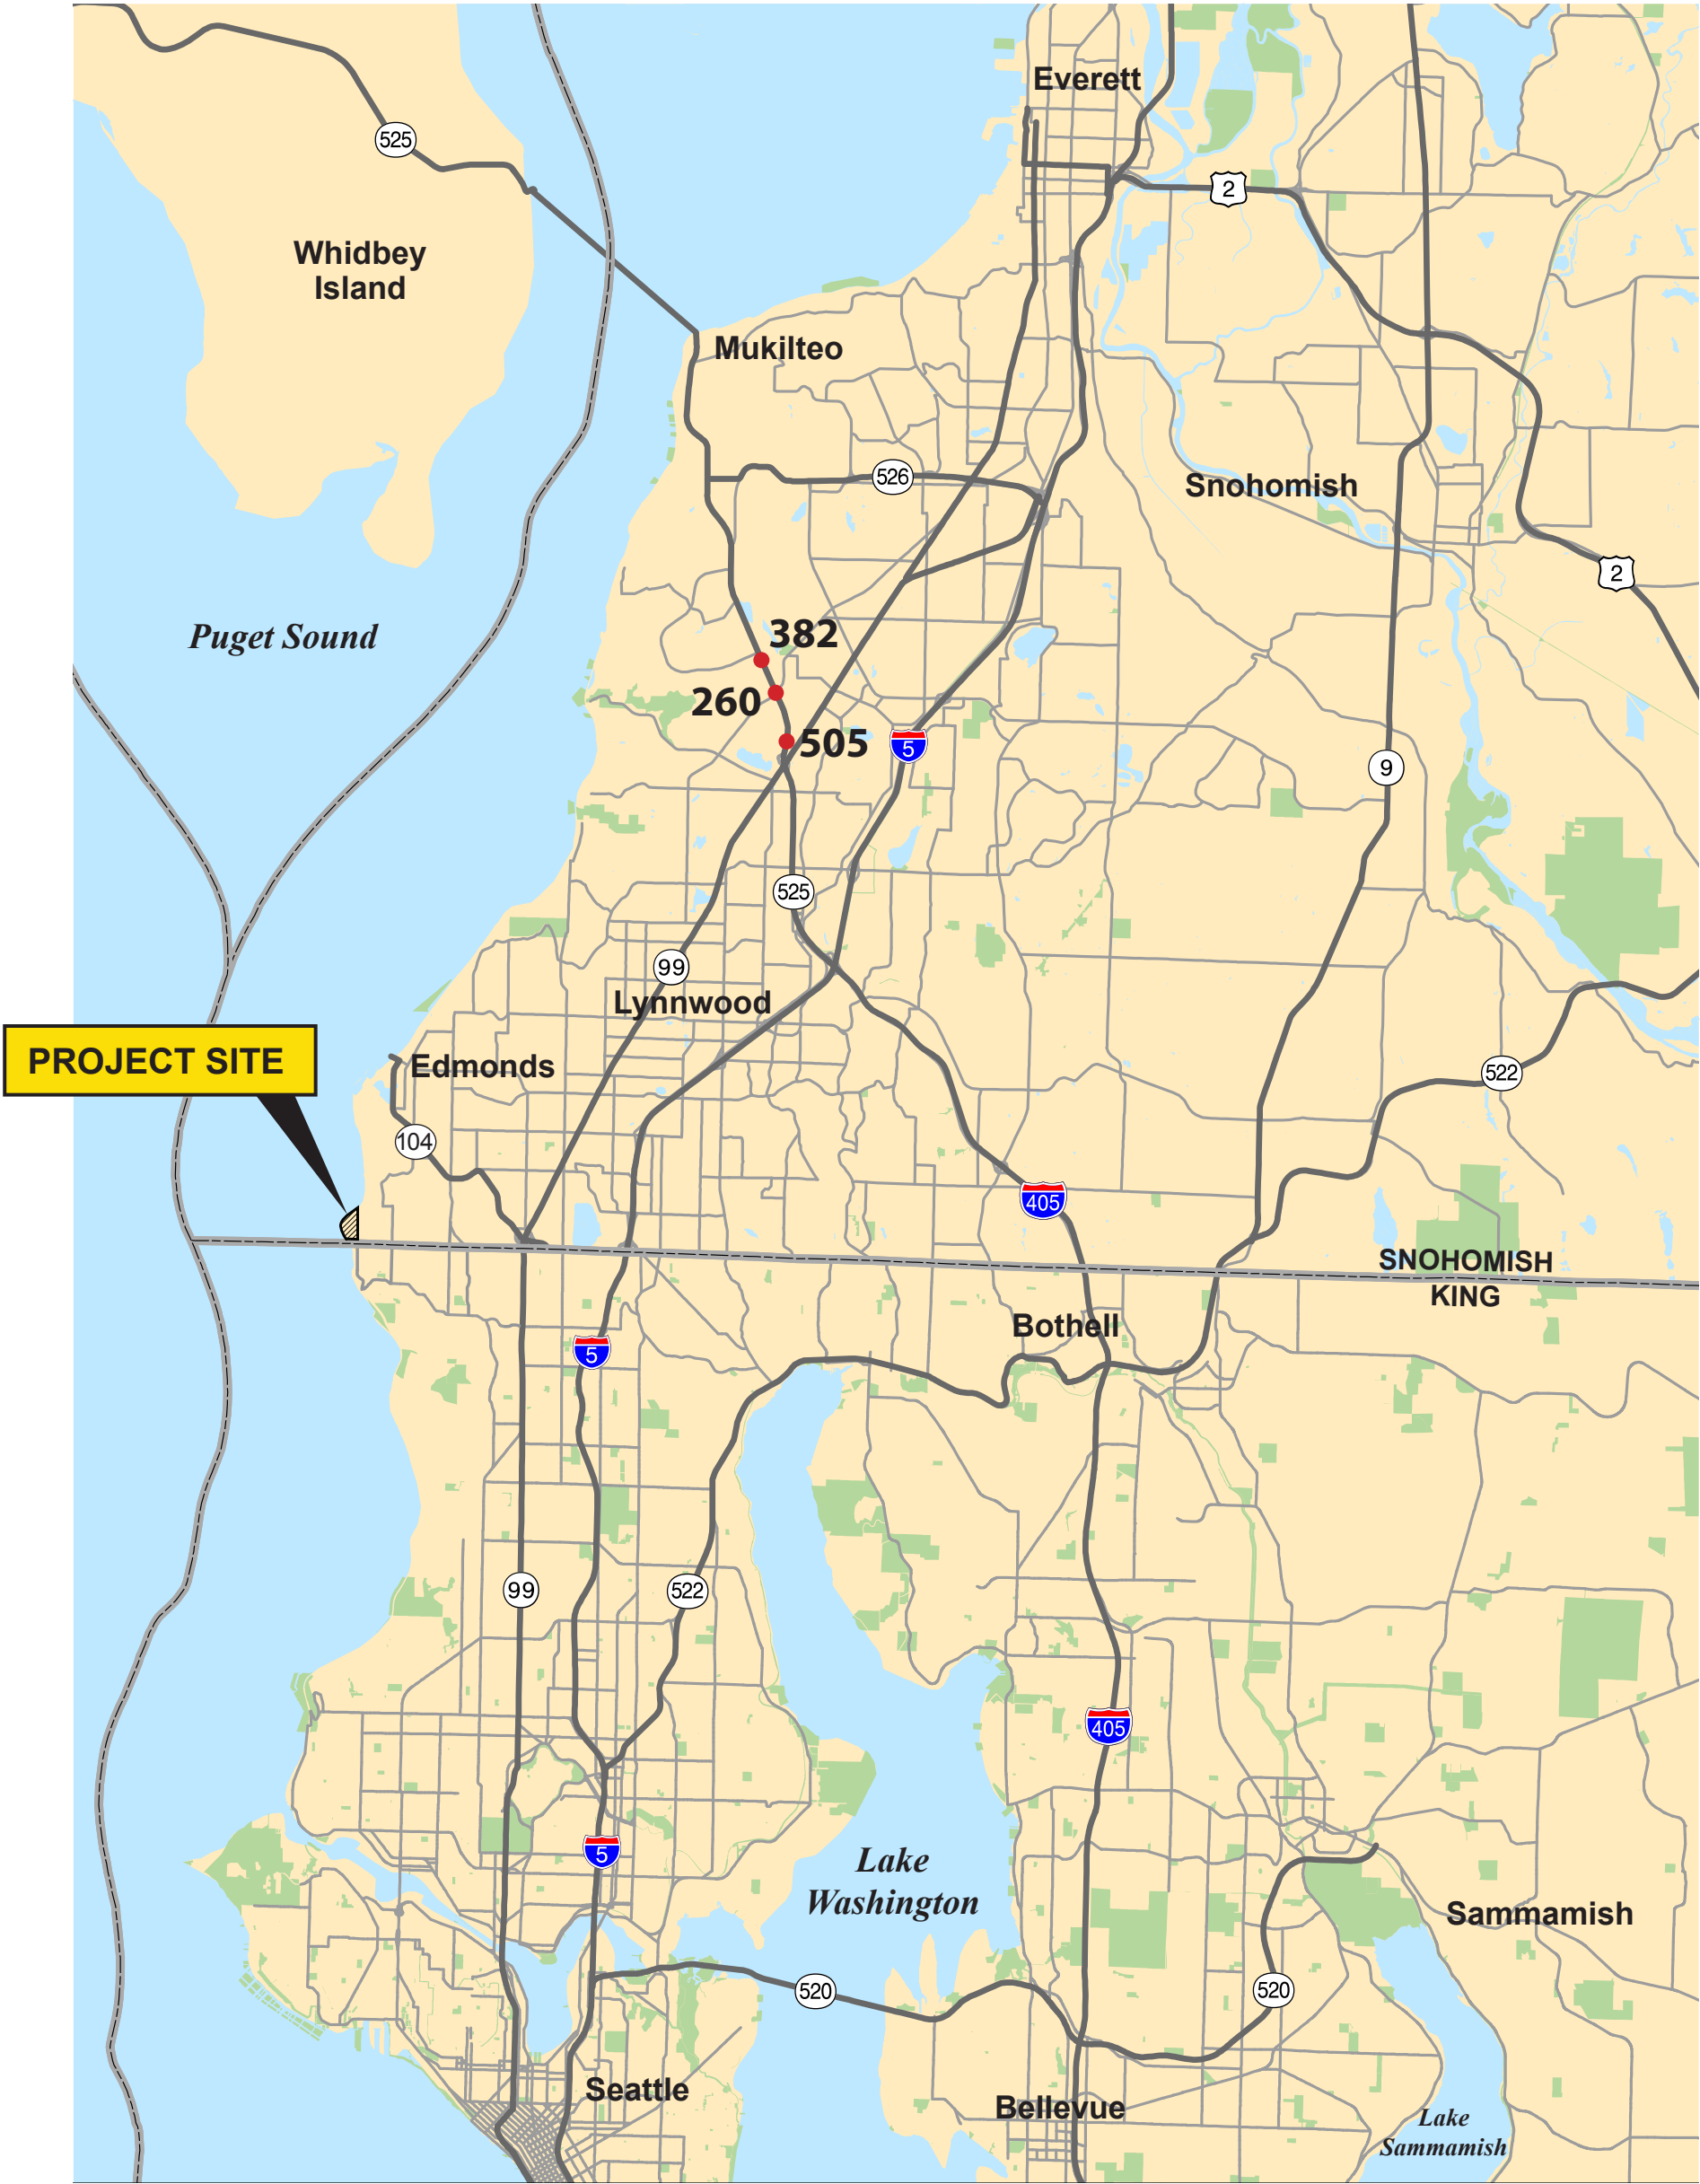 Everett
525
2
Whidbey
Island
Mukilteo
526
Snohomish
2
Puget Sound
382
260
505
5
9
525
99
Lynnwood
PROJECT SITE
Edmonds
522
104
405
SNOHOMISH
KING
Bothell
5
99
522
405
5
Lake
Washington
Sammamish
520
520
Seattle
Bellevue
Lake
Sammamish